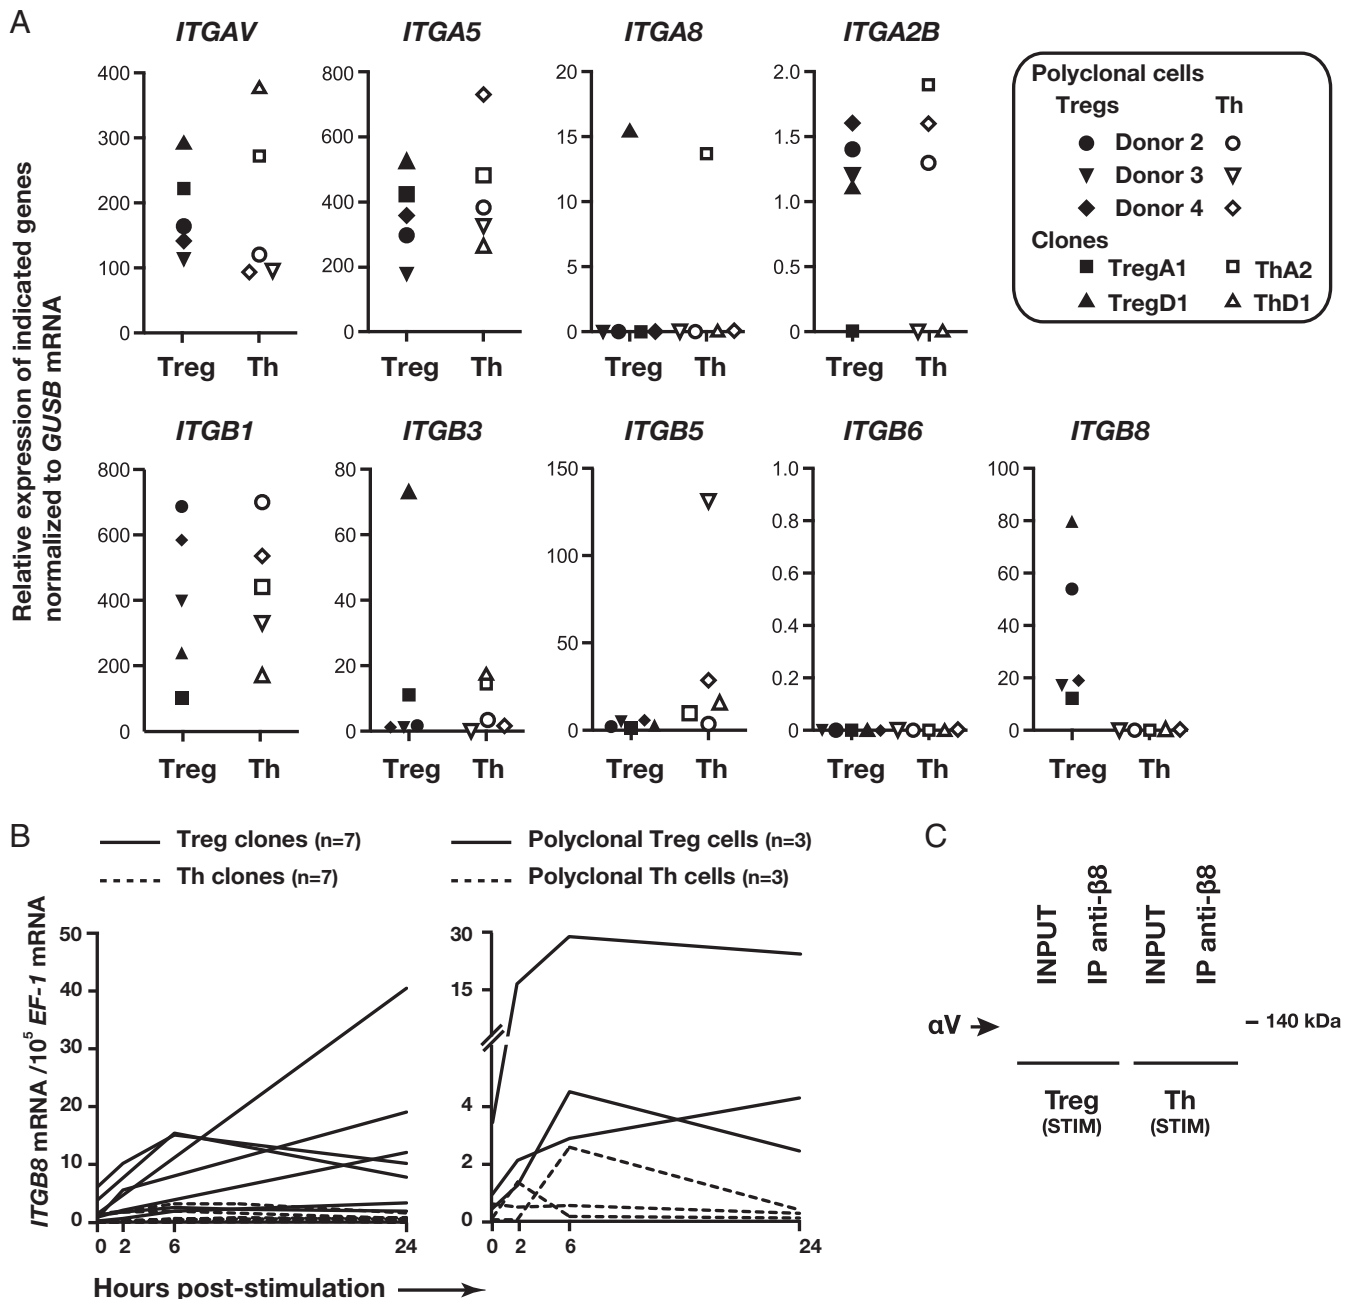 A
ITGAV
ITGA5
ITGA8
ITGA2B
Relative expression of indicated genes
normalized to GUSB mRNA
400
300
200
100
0
Treg Th
800
600
400
200
0
Treg Th
20
15
10
5
0
Treg Th
2.0
1.5
1.0
0.5
0
Treg Th
Polyclonal cells
Tregs Th
Donor 2
Donor 3
Donor 4
Clones
TregA1 ThA2
TregD1 ThD1
ITGB1
ITGB3
ITGB5
ITGB6
ITGB8
800
600
400
200
0
Treg Th
80
60
40
20
0
Treg Th
150
100
50
0
Treg Th
1.0
0.8
0.6
0.4
0.2
0
Treg Th
100
80
60
40
20
0
Treg Th
B
Treg clones (n=7)
Th clones (n=7)
Polyclonal Treg cells (n=3)
Polyclonal Th cells (n=3)
ITGB8 mRNA /10⁵ EF-1 mRNA
50
40
30
20
10
0
0 2 6 24
30
15
4
2
0
0 2 6 24
Hours post-stimulation
C
INPUT
IP anti-β8
INPUT
IP anti-β8
αV
140 kDa
Treg
(STIM)
Th
(STIM)